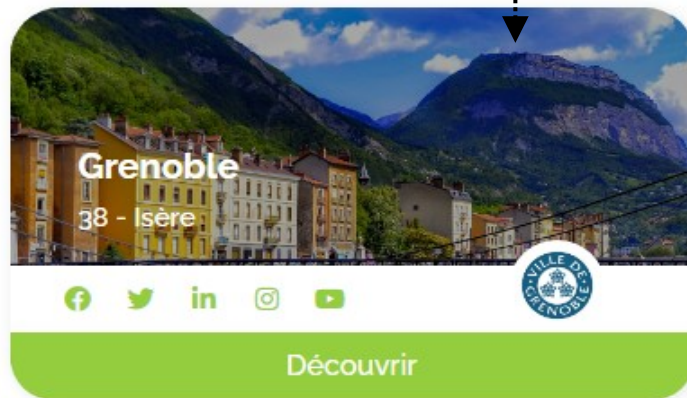 Grenoble
38 - Isère
VILLE DE
GRENOBLE
Découvrir